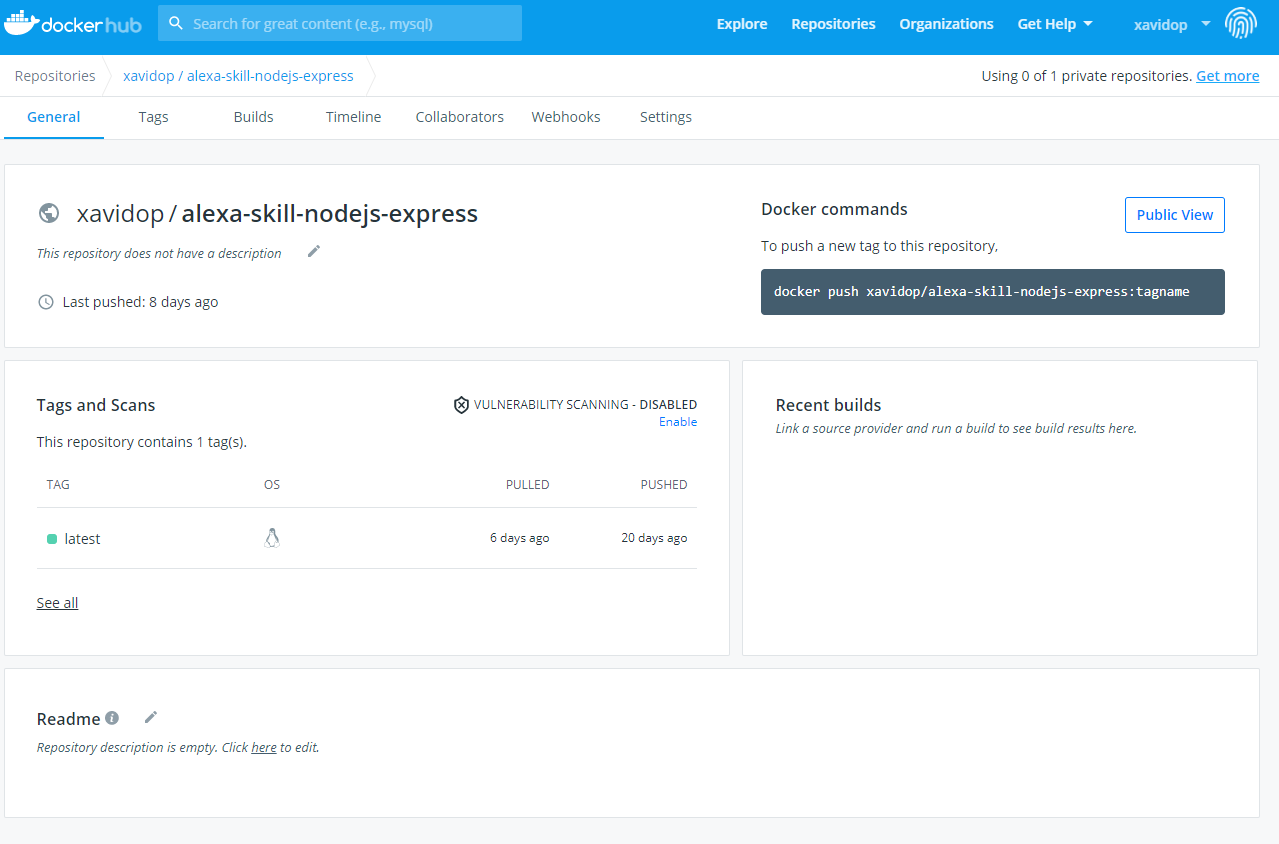 docker hub Search for great content (e.g., mysql) Explore Repositories Organizations Get Help xavidop
Repositories xavidop / alexa-skill-nodejs-express Using 0 of 1 private repositories. Get more
General Tags Builds Timeline Collaborators Webhooks Settings
xavidop / alexa-skill-nodejs-express
This repository does not have a description
Last pushed: 8 days ago
Docker commands
Public View
To push a new tag to this repository,
docker push xavidop/alexa-skill-nodejs-express:tagname
Tags and Scans
VULNERABILITY SCANNING - DISABLED
Enable
This repository contains 1 tag(s).
TAG OS PULLED PUSHED
latest 6 days ago 20 days ago
See all
Recent builds
Link a source provider and run a build to see build results here.
Readme
Repository description is empty. Click here to edit.